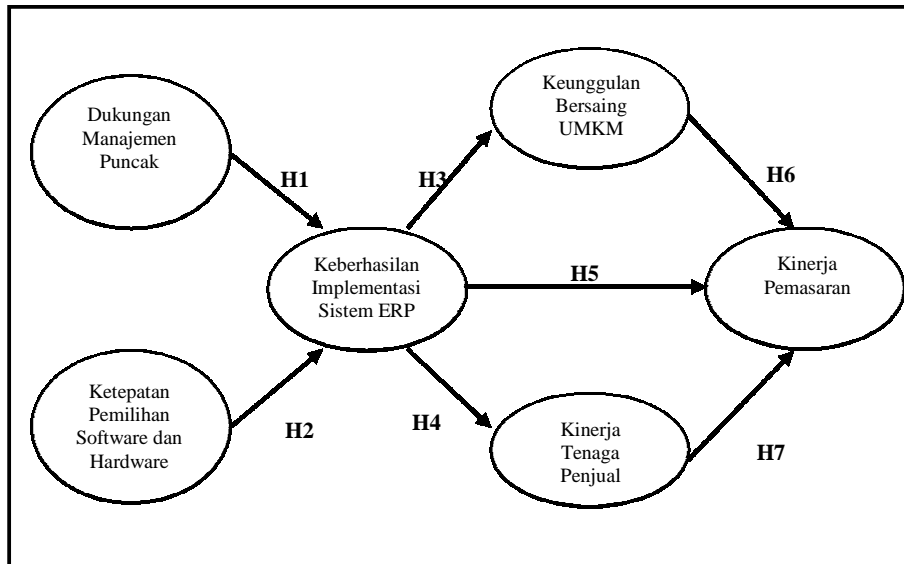 Dukungan
Manajemen
Puncak
H1
Ketepatan
Pemilihan
Software dan
Hardware
H2
Keberhasilan
Implementasi
Sistem ERP
H3
Keunggulan
Bersaing
UMKM
H4
Kinerja
Tenaga
Penjual
H5
H6
H7
Kinerja
Pemasaran